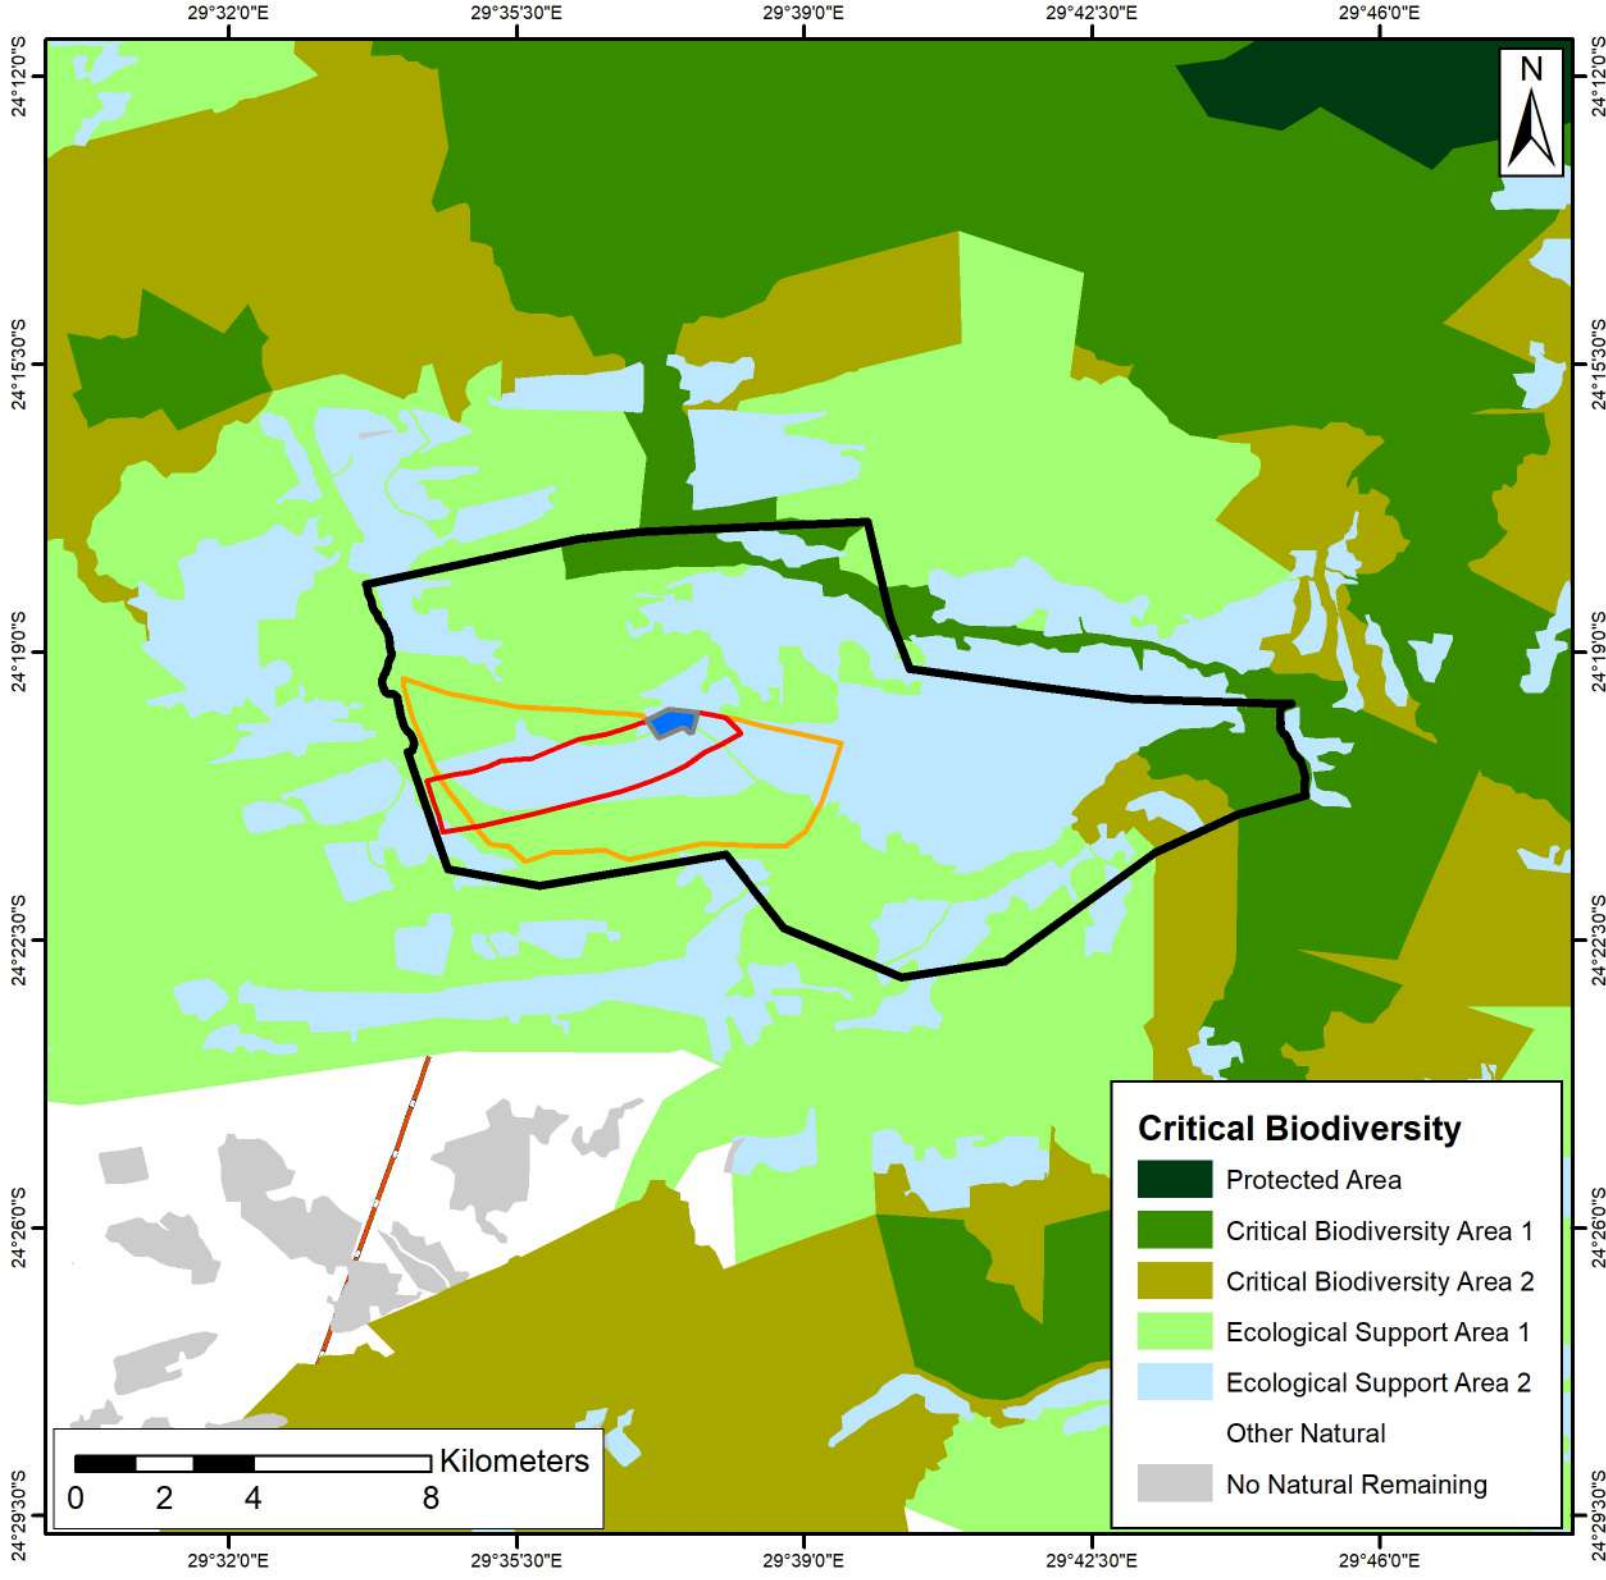 29°32'0"E 29°35'30"E 29°39'0"E 29°42'30"E 29°46'0"E
24°12'0"S 24°12'0"S
N
24°15'30"S 24°15'30"S
24°19'0"S 24°19'0"S
24°22'30"S 24°22'30"S
24°26'0"S 24°26'0"S
24°29'30"S 24°29'30"S
Critical Biodiversity
Protected Area
Critical Biodiversity Area 1
Critical Biodiversity Area 2
Ecological Support Area 1
Ecological Support Area 2
Other Natural
No Natural Remaining
Kilometers
0 2 4 8
29°32'0"E 29°35'30"E 29°39'0"E 29°42'30"E 29°46'0"E